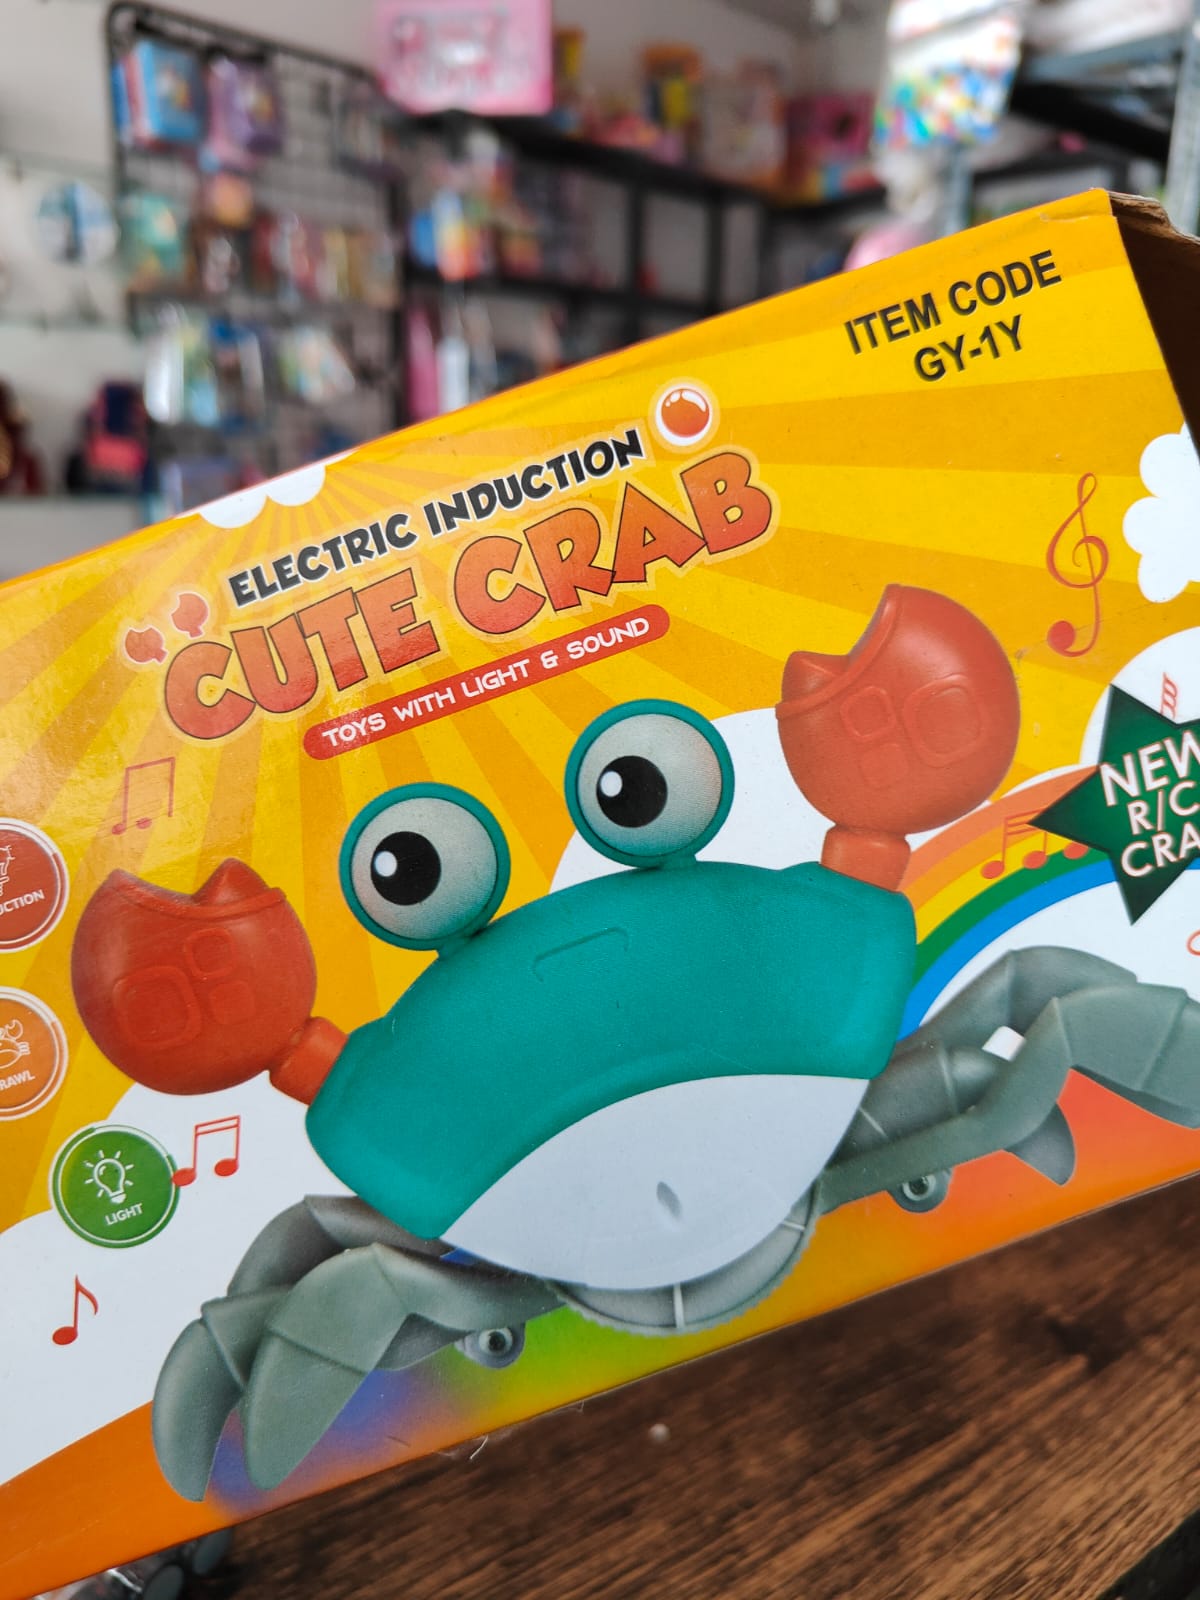 ITEM CODE
GY-1Y
ELECTRIC INDUCTION
CUTE CRAB
TOYS WITH LIGHT & SOUND
NEW
R/C
CRA
UCTION
RAWL
LIGHT